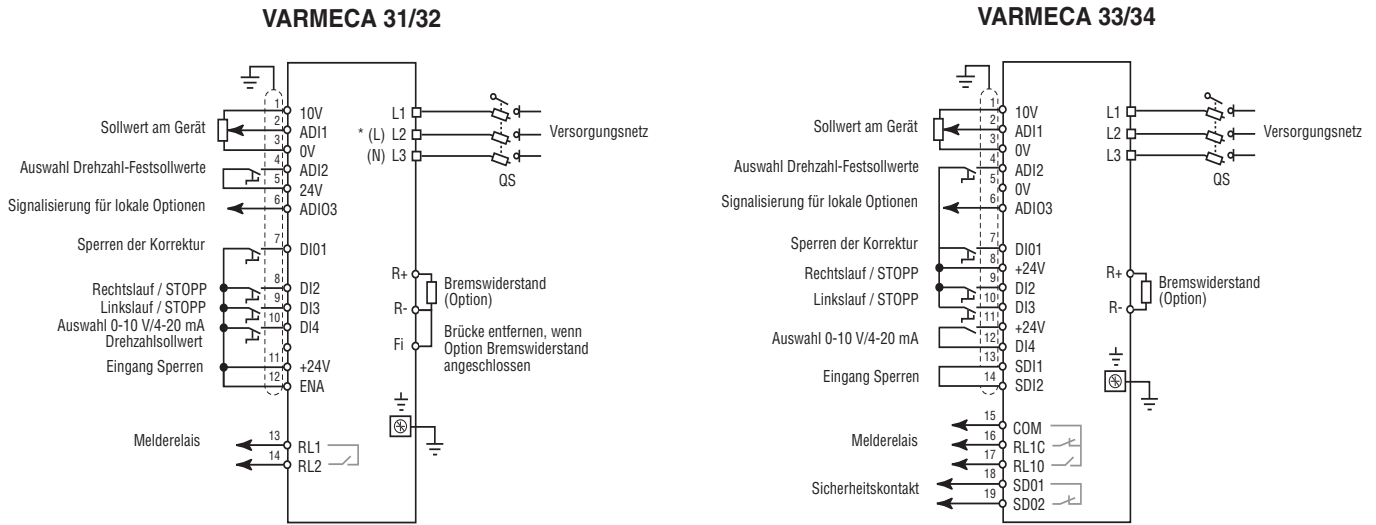 VARMECA 31/32
Sollwert am Gerät
Auswahl Drehzahl-Festsollwerte
Signalisierung für lokale Optionen
Sperren der Korrektur
Rechtslauf / STOPP
Linkslauf / STOPP
Auswahl 0-10 V/4-20 mA
Drehzahlsollwert
Eingang Sperren
Melderelais
1 10V
2 ADI1
3 0V
4 ADI2
5 24V
6 ADIO3
7 DI01
8 DI2
9 DI3
10 DI4
11 +24V
12 ENA
13 RL1
14 RL2
L1
* (L) L2
(N) L3
QS
Versorgungsnetz
R+
R-
Fi
Bremswiderstand
(Option)
Brücke entfernen, wenn
Option Bremswiderstand
angeschlossen
VARMECA 33/34
Sollwert am Gerät
Auswahl Drehzahl-Festsollwerte
Signalisierung für lokale Optionen
Sperren der Korrektur
Rechtslauf / STOPP
Linkslauf / STOPP
Auswahl 0-10 V/4-20 mA
Eingang Sperren
Melderelais
Sicherheitskontakt
1 10V
2 ADI1
3 0V
4 ADI2
5 0V
6 ADIO3
7 DI01
8 +24V
9 DI2
10 DI3
11 +24V
12 DI4
13 SDI1
14 SDI2
15 COM
16 RL1C
17 RL10
18 SD01
19 SD02
L1
L2
L3
QS
Versorgungsnetz
R+
R-
Bremswiderstand
(Option)